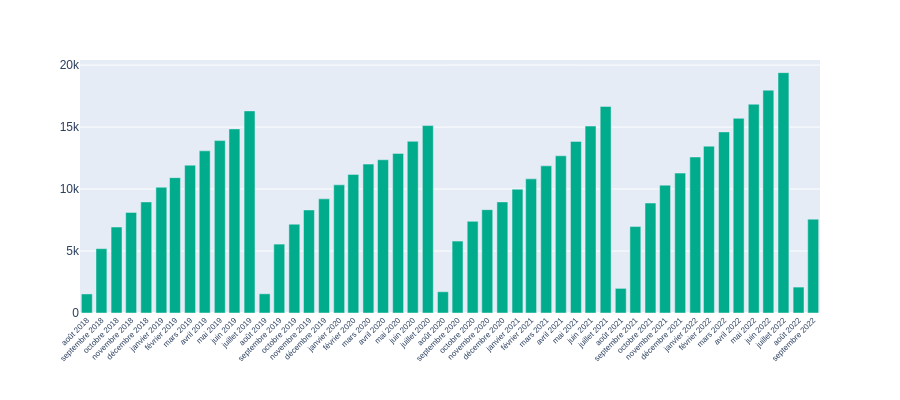 20k
15k
10k
5k
0
août 2018
septembre 2018
octobre 2018
novembre 2018
décembre 2018
janvier 2019
février 2019
mars 2019
avril 2019
mai 2019
juin 2019
juillet 2019
août 2019
septembre 2019
octobre 2019
novembre 2019
décembre 2019
janvier 2020
février 2020
mars 2020
avril 2020
mai 2020
juin 2020
juillet 2020
août 2020
septembre 2020
octobre 2020
novembre 2020
décembre 2020
janvier 2021
février 2021
mars 2021
avril 2021
mai 2021
juin 2021
juillet 2021
août 2021
septembre 2021
octobre 2021
novembre 2021
décembre 2021
janvier 2022
février 2022
mars 2022
avril 2022
mai 2022
juin 2022
juillet 2022
août 2022
septembre 2022